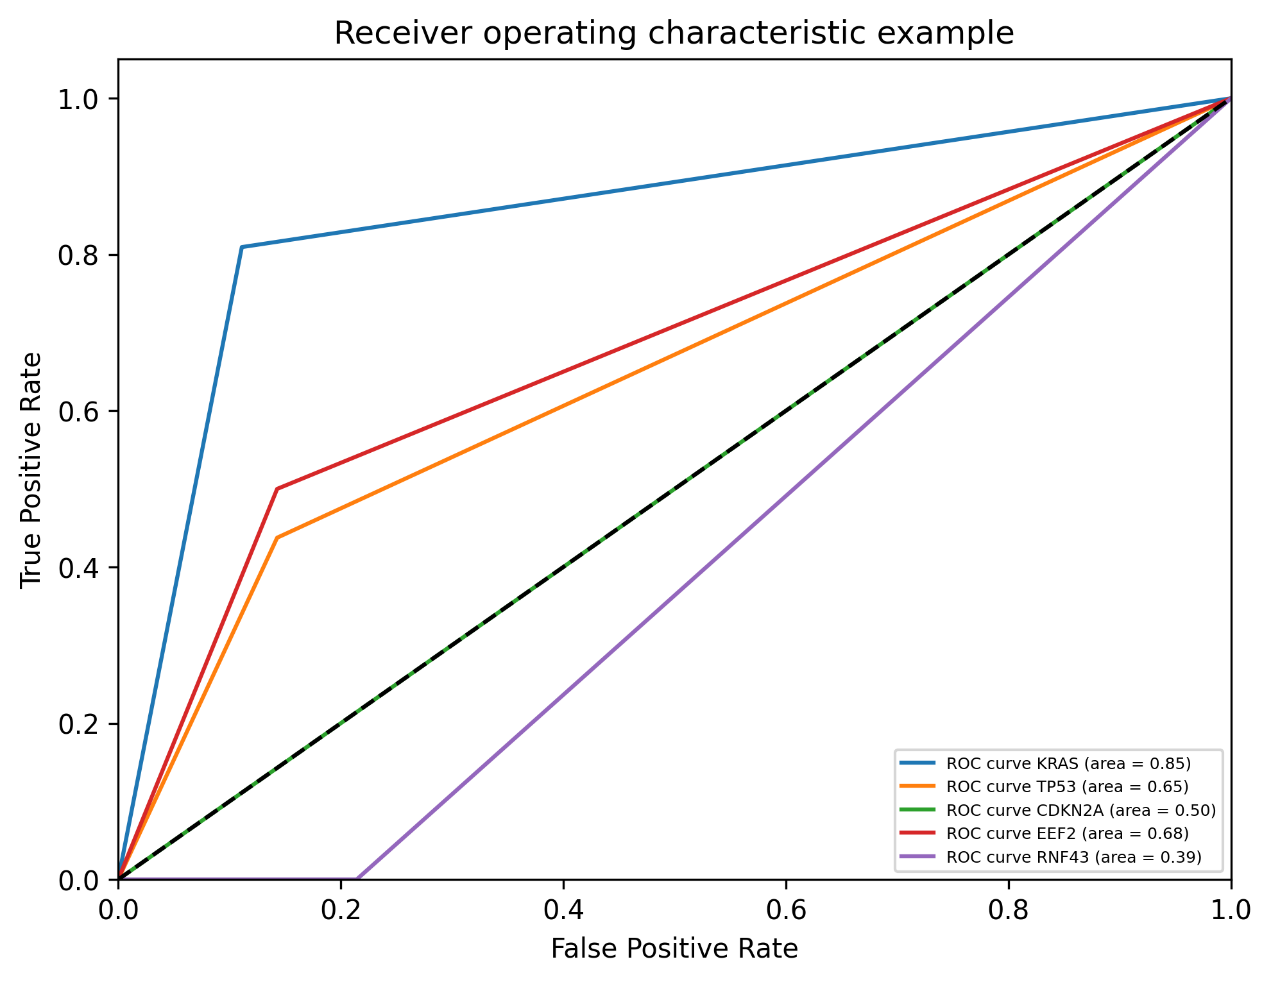 Receiver operating characteristic example
1.0
0.8
0.6
0.4
0.2
0.0
True Positive Rate
0.0 0.2 0.4 0.6 0.8 1.0
False Positive Rate
ROC curve KRAS (area = 0.85)
ROC curve TP53 (area = 0.65)
ROC curve CDKN2A (area = 0.50)
ROC curve EEF2 (area = 0.68)
ROC curve RNF43 (area = 0.39)